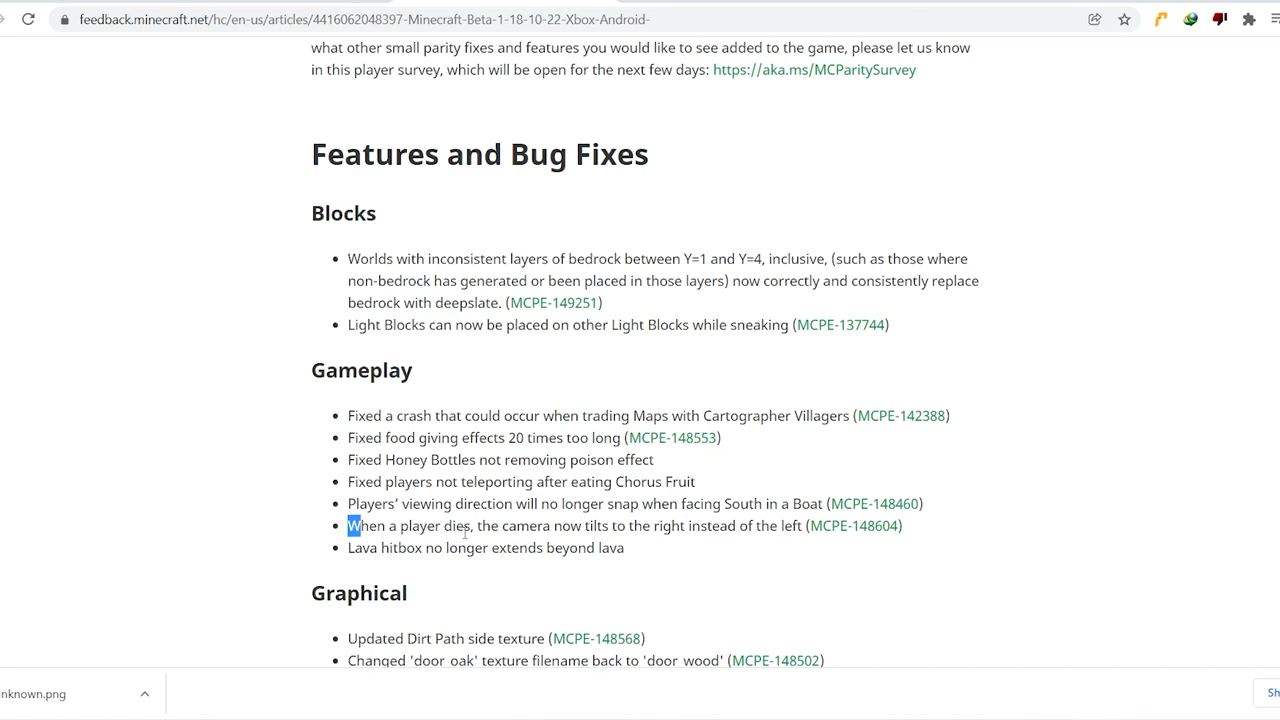 feedback.minecraft.net/hc/en-us/articles/4416062048397-Minecraft-Beta-1-18-10-22-Xbox-Android-
what other small parity fixes and features you would like to see added to the game, please let us know
in this player survey, which will be open for the next few days: https://aka.ms/MCParitySurvey
Features and Bug Fixes
Blocks
• Worlds with inconsistent layers of bedrock between Y=1 and Y=4, inclusive, (such as those where
non-bedrock has generated or been placed in those layers) now correctly and consistently replace
bedrock with deepslate. (MCPE-149251)
• Light Blocks can now be placed on other Light Blocks while sneaking (MCPE-137744)
Gameplay
• Fixed a crash that could occur when trading Maps with Cartographer Villagers (MCPE-142388)
• Fixed food giving effects 20 times too long (MCPE-148553)
• Fixed Honey Bottles not removing poison effect
• Fixed players not teleporting after eating Chorus Fruit
• Players’ viewing direction will no longer snap when facing South in a Boat (MCPE-148460)
• When a player dies, the camera now tilts to the right instead of the left (MCPE-148604)
• Lava hitbox no longer extends beyond lava
Graphical
• Updated Dirt Path side texture (MCPE-148568)
• Changed 'door_oak' texture filename back to 'door_wood' (MCPE-148502)
nknown.png
Sh